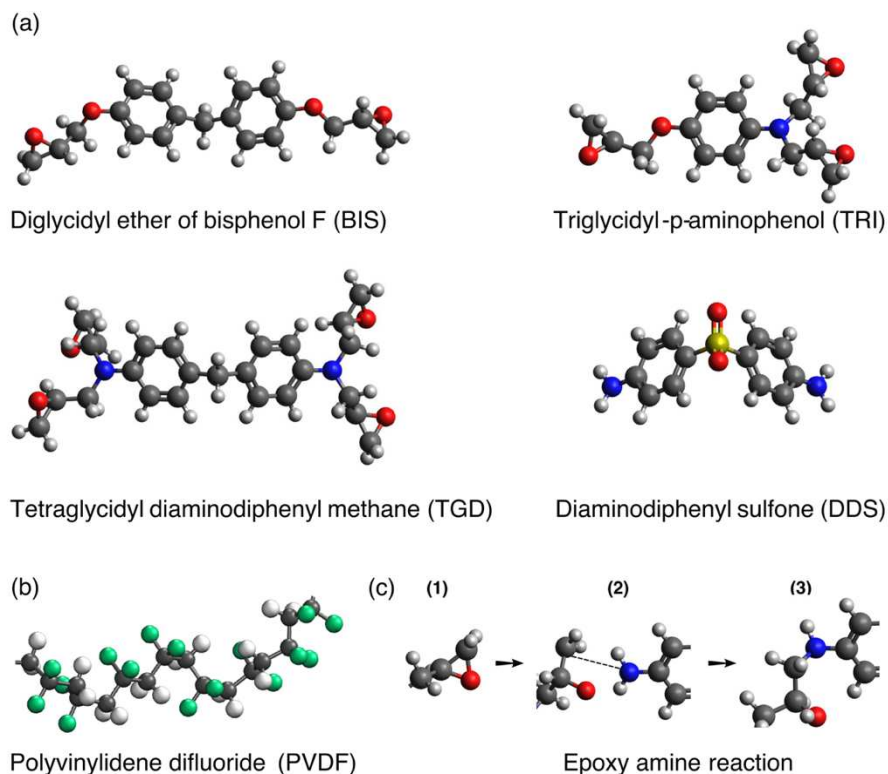 (a)
Diglycidyl ether of bisphenol F (BIS)
Triglycidyl-p-aminophenol (TRI)
Tetraglycidyl diaminodiphenyl methane (TGD)
Diaminodiphenyl sulfone (DDS)
(b)
(c)
(1)
(2)
(3)
Polyvinylidene difluoride (PVDF)
Epoxy amine reaction